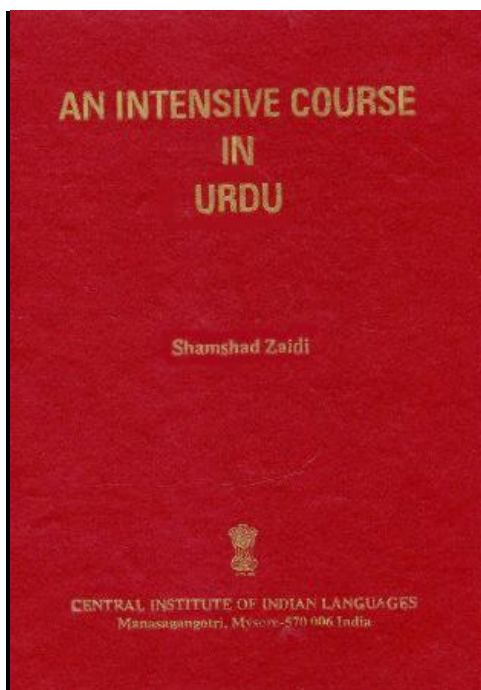 AN INTENSIVE COURSE
IN
URDU
Shamshad Zaidi
CENTRAL INSTITUTE OF INDIAN LANGUAGES
Manasagangotri, Mysore-570 006 India